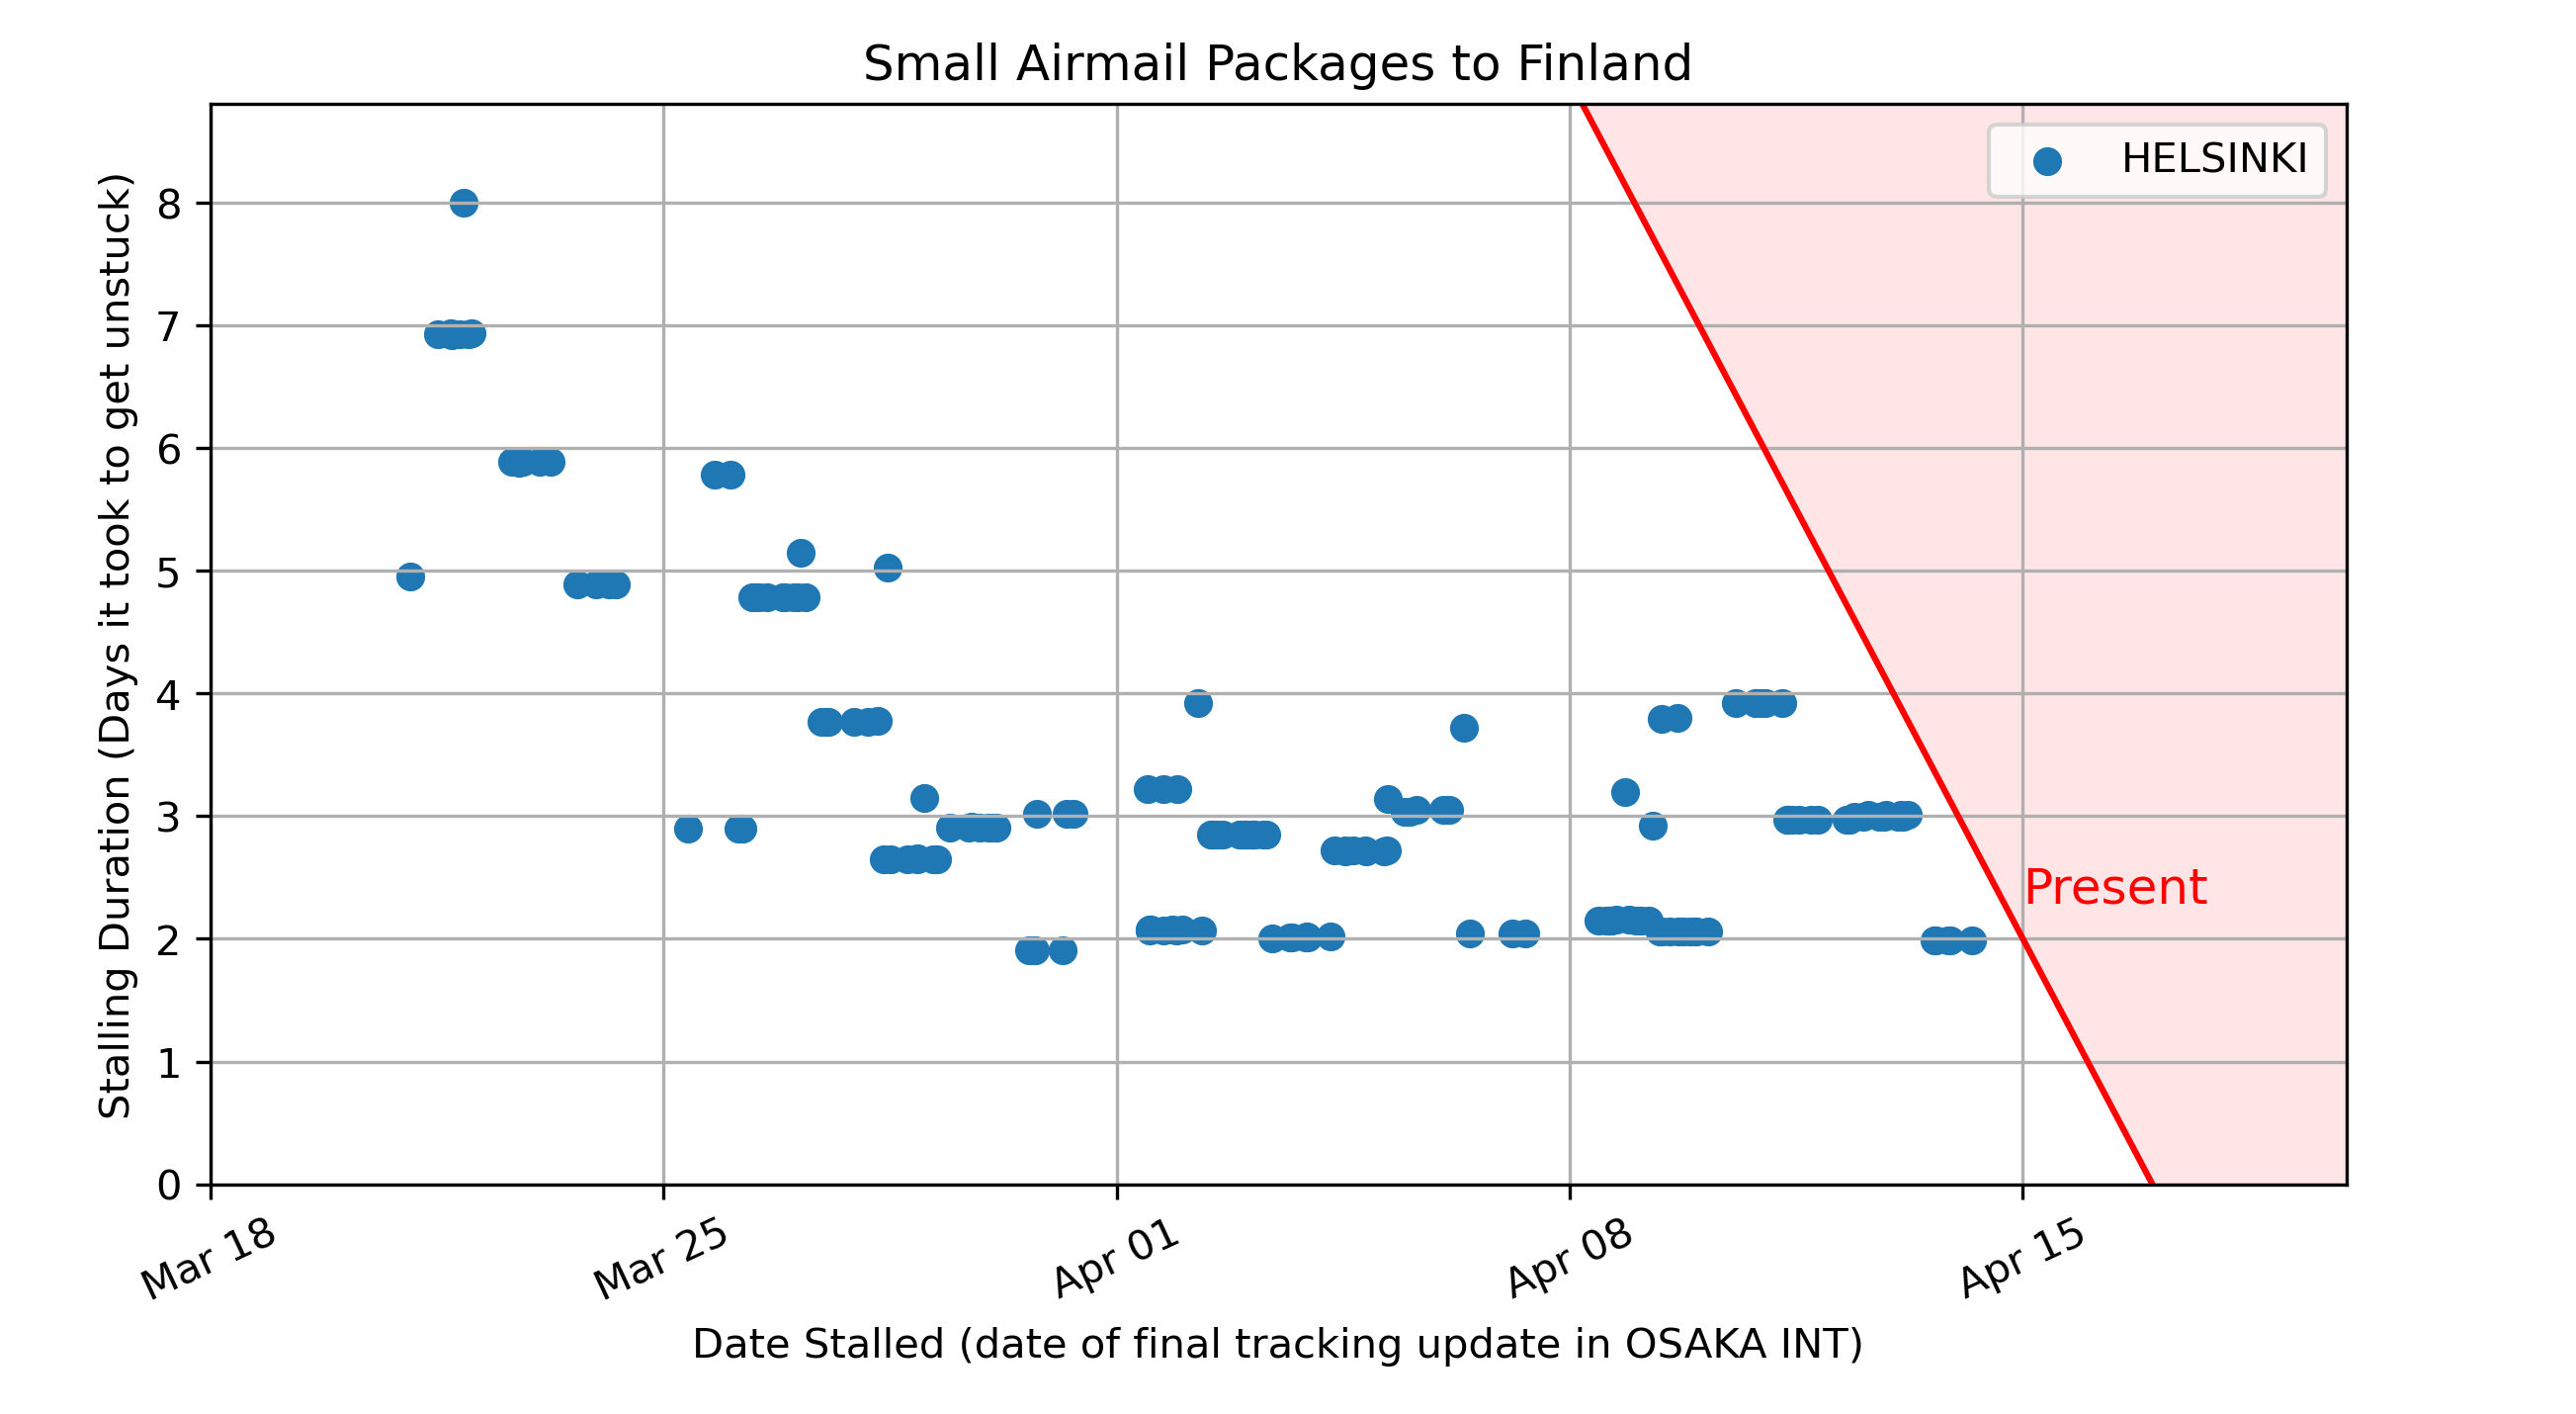 Small Airmail Packages to Finland
HELSINKI
Stalling Duration (Days it took to get unstuck)
8
7
6
5
4
3
2
1
0
Present
Mar 18
Mar 25
Apr 01
Apr 08
Apr 15
Date Stalled (date of final tracking update in OSAKA INT)